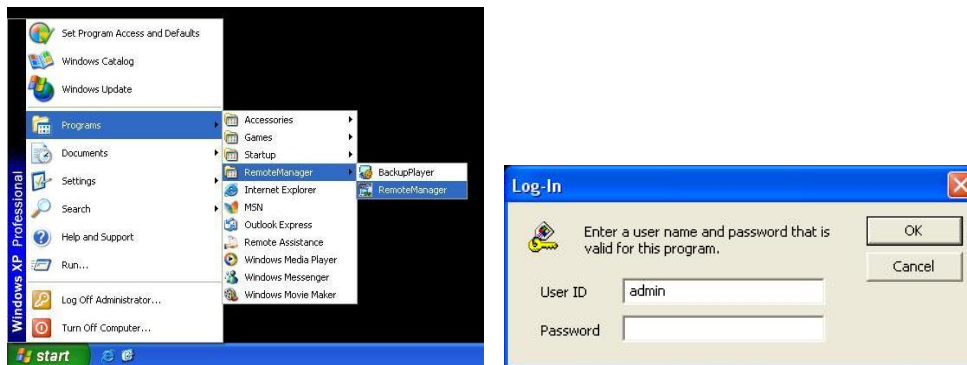 Set Program Access and Defaults
Windows Catalog
Windows Update
Programs
Documents
Settings
Search
Help and Support
Run...
Log Off Administrator...
Turn Off Computer...
Windows XP Professional
start
Accessories
Games
Startup
RemoteManager
Internet Explorer
MSN
Outlook Express
Remote Assistance
Windows Media Player
Windows Messenger
Windows Movie Maker
BackupPlayer
RemoteManager
Log-In
Enter a user name and password that is
valid for this program.
User ID
admin
Password
OK
Cancel